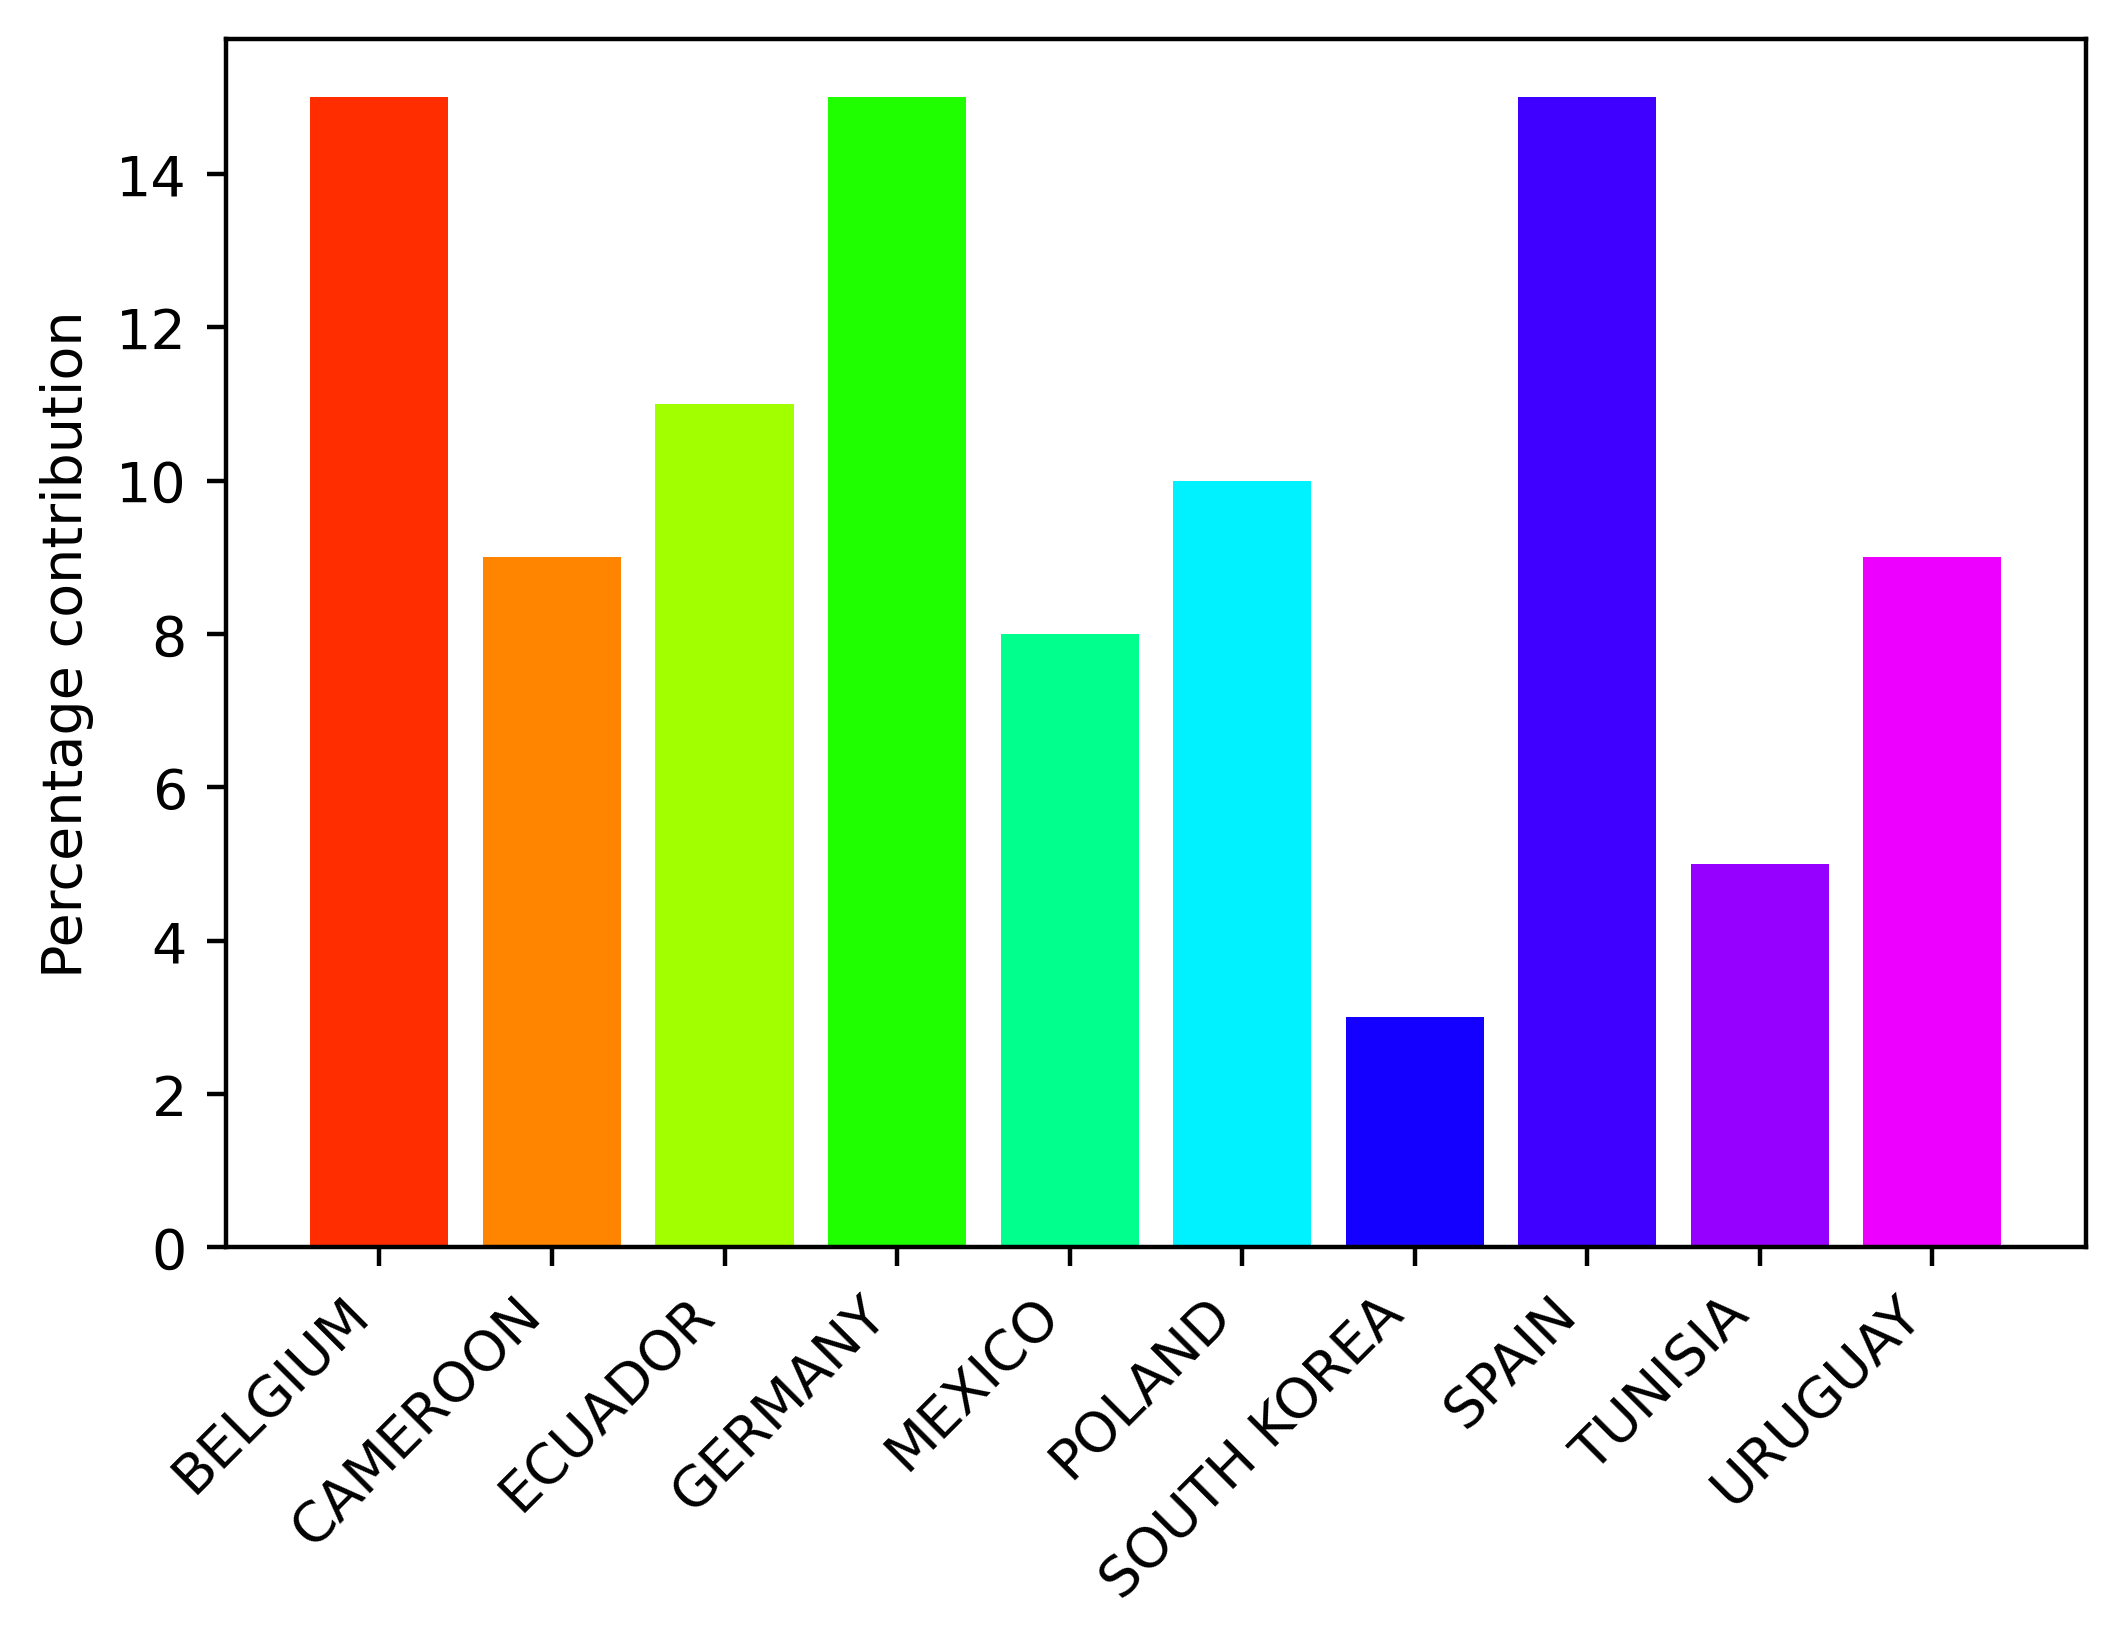 Percentage contribution
14
12
10
8
6
4
2
0
BELGIUM
CAMEROON
ECUADOR
GERMANY
MEXICO
POLAND
SOUTH KOREA
SPAIN
TUNISIA
URUGUAY